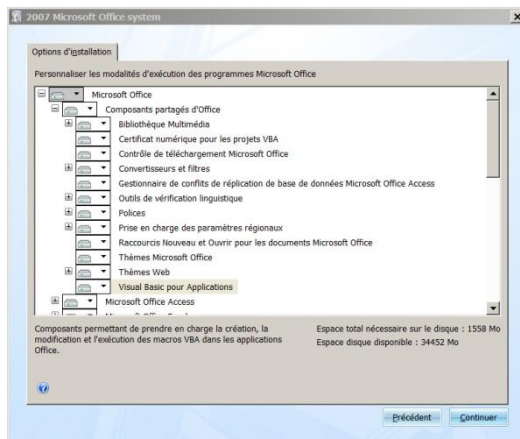 2007 Microsoft Office system
Options d'installation
Personnaliser les modalités d'exécution des programmes Microsoft Office
Microsoft Office
Composants partagés d'Office
Bibliothèque Multimédia
Certificat numérique pour les projets VBA
Contrôle de téléchargement Microsoft Office
Convertisseurs et filtres
Gestionnaire de conflits de réplication de base de données Microsoft Office Access
Outils de vérification linguistique
Polices
Prise en charge des paramètres régionaux
Raccourcis Nouveau et Ouvrir pour les documents Microsoft Office
Thèmes Microsoft Office
Thèmes Web
Visual Basic pour Applications
Microsoft Office Access
Composants permettant de prendre en charge la création, la
modification et l'exécution des macros VBA dans les applications
Office.
Espace total nécessaire sur le disque : 1558 Mo
Espace disque disponible : 34452 Mo
Précédent
Continuer